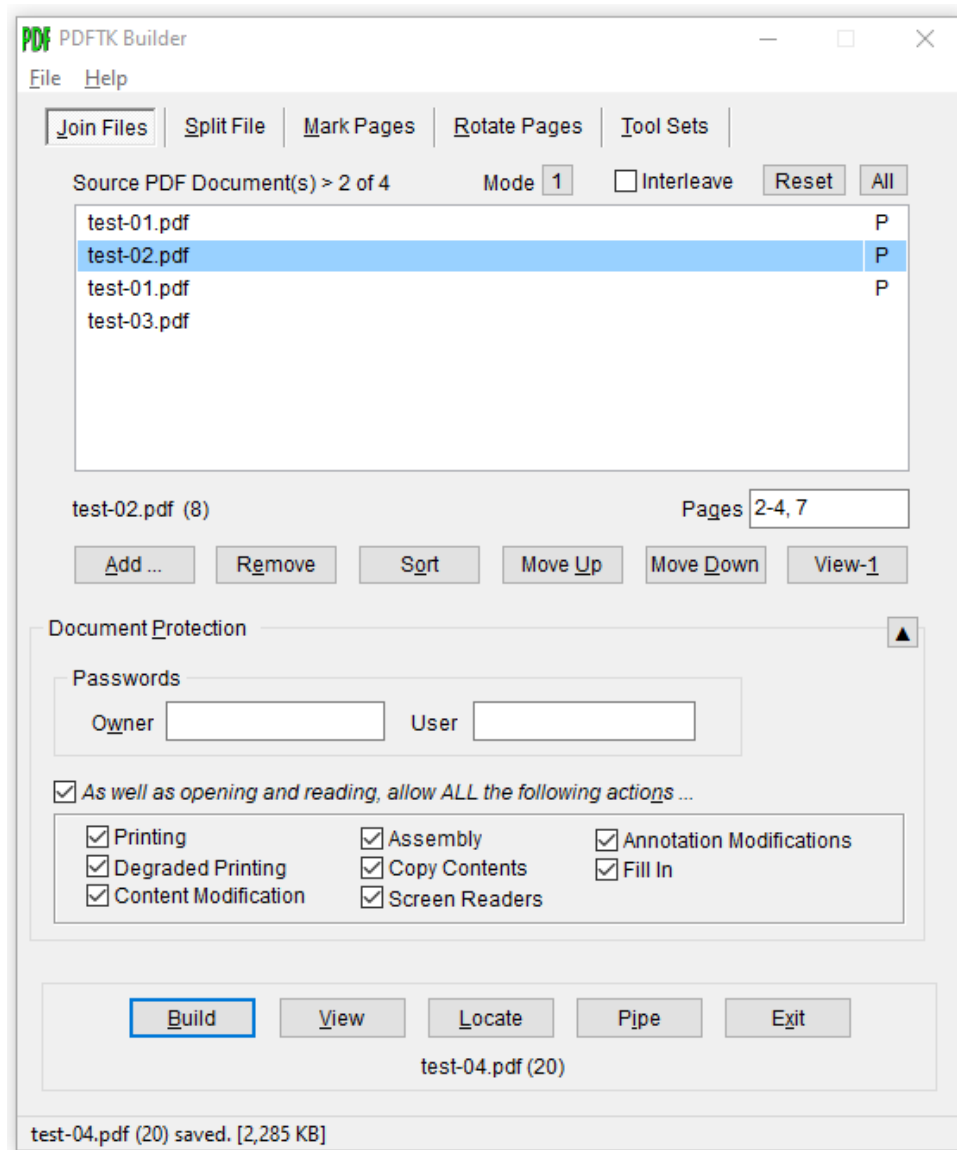 PDF PDFTK Builder
File Help
Join Files Split File Mark Pages Rotate Pages Tool Sets
Source PDF Document(s) > 2 of 4 Mode 1 Interleave Reset All
test-01.pdf P
test-02.pdf P
test-01.pdf P
test-03.pdf
test-02.pdf (8) Pages 2-4, 7
Add ... Remove Sort Move Up Move Down View-1
Document Protection ▲
Passwords
Owner User
As well as opening and reading, allow ALL the following actions ...
Printing Assembly Annotation Modifications
Degraded Printing Copy Contents Fill In
Content Modification Screen Readers
Build View Locate Pipe Exit
test-04.pdf (20)
test-04.pdf (20) saved. [2,285 KB]